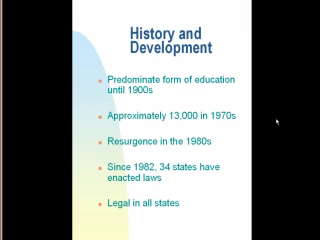 History and
Development
Predominate form of education
until 1900s
Approximately 13,000 in 1970s
Resurgence in the 1980s
Since 1982, 34 states have
enacted laws
Legal in all states